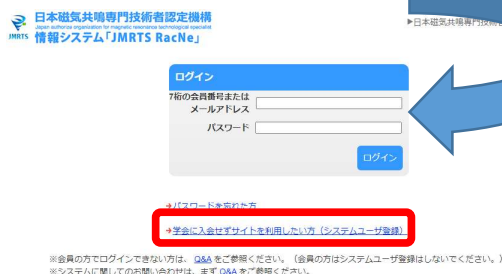 日本磁気共鳴専門技術者認定機構
Japan authorize organization for magnetic resonance technological specialist
JMRTS 情報システム「JMRTS RacNe」
▶日本磁気共鳴専門技術者
ログイン
7桁の会員番号または
メールアドレス
パスワード
ログイン
→パスワードを忘れた方
→学会に入会せずサイトを利用したい方（システムユーザ登録）
※会員の方でログインできない方は、 Q&A をご参照ください。（会員の方はシステムユーザ登録はしないでください。）
※システムに関してのお問い合わせは、まず Q&A をご参照ください。